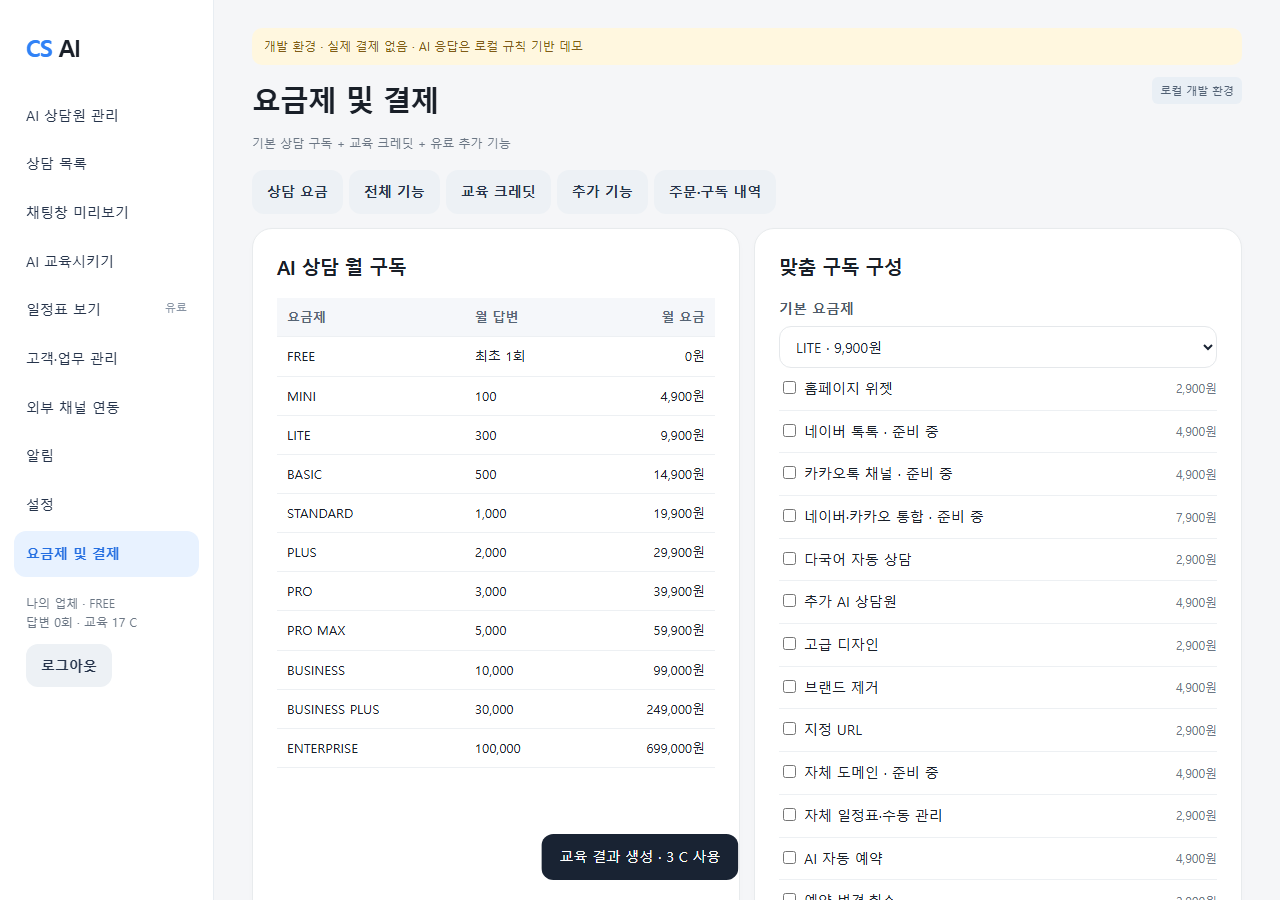 CS AI
AI 상담원 관리
상담 목록
채팅창 미리보기
AI 교육시키기
일정표 보기 유료
고객·업무 관리
외부 채널 연동
알림
설정
요금제 및 결제
나의 업체 · FREE
답변 0회 · 교육 17 C
로그아웃
개발 환경 · 실제 결제 없음 · AI 응답은 로컬 규칙 기반 데모
요금제 및 결제
로컬 개발 환경
기본 상담 구독 + 교육 크레딧 + 유료 추가 기능
상담 요금 전체 기능 교육 크레딧 추가 기능 주문·구독 내역
AI 상담 월 구독
요금제 월 답변 월 요금
FREE 최초 1회 0원
MINI 100 4,900원
LITE 300 9,900원
BASIC 500 14,900원
STANDARD 1,000 19,900원
PLUS 2,000 29,900원
PRO 3,000 39,900원
PRO MAX 5,000 59,900원
BUSINESS 10,000 99,000원
BUSINESS PLUS 30,000 249,000원
ENTERPRISE 100,000 699,000원
교육 결과 생성 · 3 C 사용
맞춤 구독 구성
기본 요금제
LITE · 9,900원
홈페이지 위젯 2,900원
네이버 톡톡 · 준비 중 4,900원
카카오톡 채널 · 준비 중 4,900원
네이버·카카오 통합 · 준비 중 7,900원
다국어 자동 상담 2,900원
추가 AI 상담원 4,900원
고급 디자인 2,900원
브랜드 제거 4,900원
지정 URL 2,900원
자체 도메인 · 준비 중 4,900원
자체 일정표·수동 관리 2,900원
AI 자동 예약 4,900원